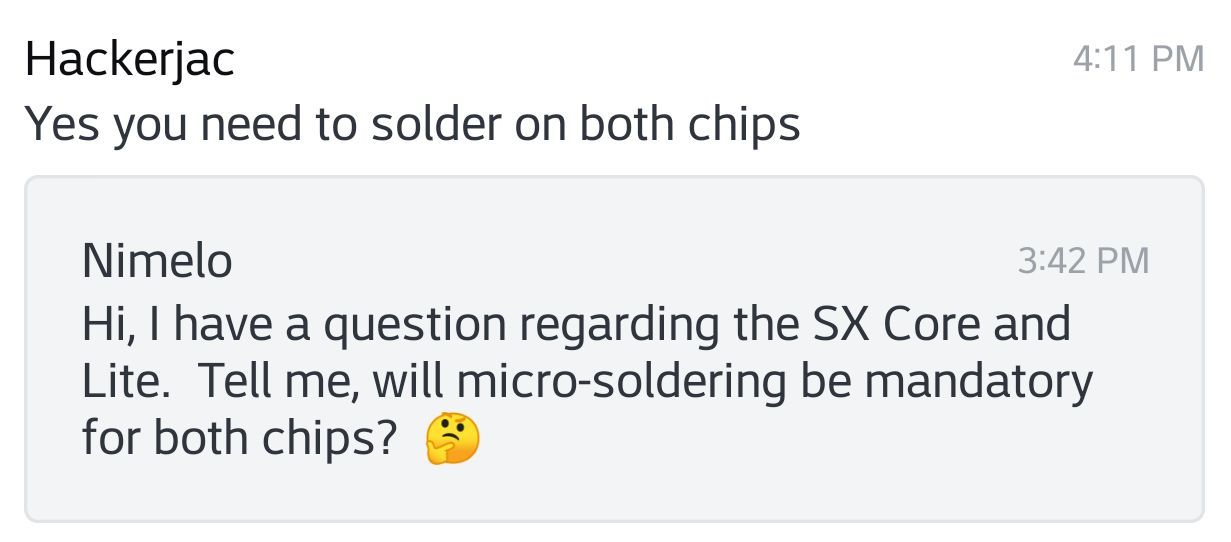 Hackerjac 4:11 PM
Yes you need to solder on both chips
Nimelo 3:42 PM
Hi, I have a question regarding the SX Core and
Lite.  Tell me, will micro-soldering be mandatory
for both chips? 🤔